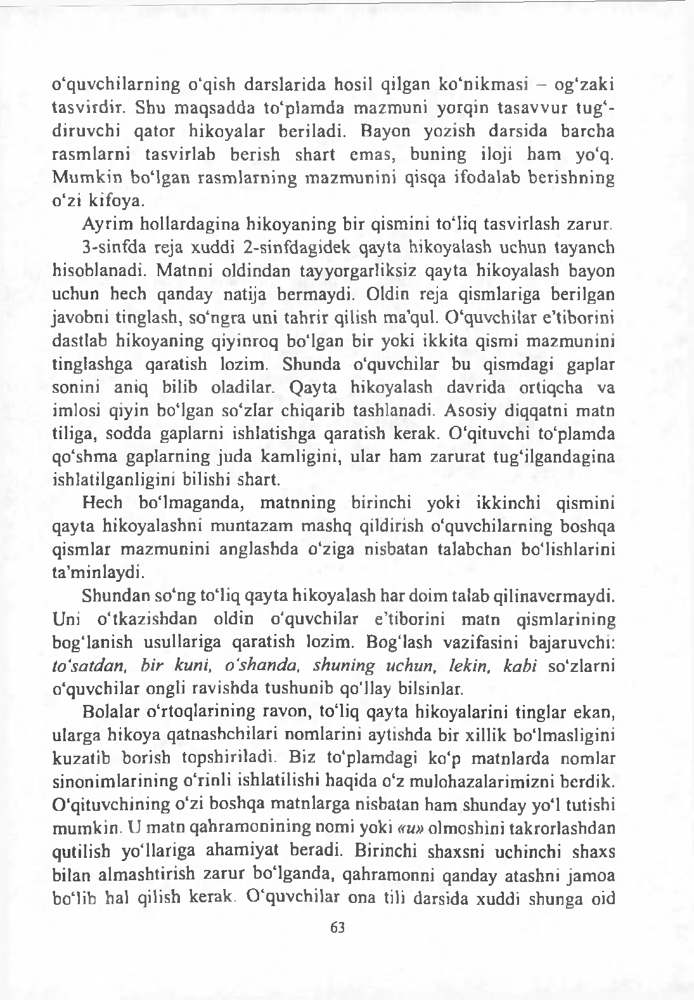 o‘quvchilarning o‘qish darslarida hosil qilgan ko‘nikmasi – og‘zaki
tasvirdir. Shu maqsadda to‘plamda mazmuni yorqin tasavvur tug‘-
diruvchi qator hikoyalar beriladi. Bayon yozish darsida barcha
rasmlarni tasvirlab berish shart emas, buning iloji ham yo‘q.
Mumkin bo‘lgan rasmlarning mazmunini qisqa ifodalab berishning
o‘zi kifoya.
Ayrim hollardagina hikoyaning bir qismini to‘liq tasvirlash zarur.
3-sinfda reja xuddi 2-sinfdagidek qayta hikoyalash uchun tayanch
hisoblanadi. Matnni oldindan tayyorgarliksiz qayta hikoyalash bayon
uchun hech qanday natija bermaydi. Oldin reja qismlariga berilgan
javobni tinglash, so‘ngra uni tahrir qilish ma’qul. O‘quvchilar e’tiborini
dastlab hikoyaning qiyinroq bo‘lgan bir yoki ikkita qismi mazmunini
tinglashga qaratish lozim. Shunda o‘quvchilar bu qismdagi gaplar
sonini aniq bilib oladilar. Qayta hikoyalash davrida ortiqcha va
imlosi qiyin bo‘lgan so‘zlar chiqarib tashlanadi. Asosiy diqqatni matn
tiliga, sodda gaplarni ishlatishga qaratish kerak. O‘qituvchi to‘plamda
qo‘shma gaplarning juda kamligini, ular ham zarurat tug‘ilgandagina
ishlatilganligini bilishi shart.
Hech bo‘lmaganda, matnning birinchi yoki ikkinchi qismini
qayta hikoyalashni muntazam mashq qildirish o‘quvchilarning boshqa
qismlar mazmunini anglashda o‘ziga nisbatan talabchan bo‘lishlarini
ta’minlaydi.
Shundan so‘ng to‘liq qayta hikoyalash har doim talab qilinavermaydi.
Uni o‘tkazishdan oldin o‘quvchilar e’tiborini matn qismlarining
bog‘lanish usullariga qaratish lozim. Bog‘lash vazifasini bajaruvchi:
to‘satdan, bir kuni, o‘shanda, shuning uchun, lekin, kabi so‘zlarni
o‘quvchilar ongli ravishda tushunib qo‘llay bilsinlar.
Bolalar o‘rtoqlarining ravon, to‘liq qayta hikoyalarini tinglar ekan,
ularga hikoya qatnashchilari nomlarini aytishda bir xillik bo‘lmasligini
kuzatib borish topshiriladi. Biz to‘plamdagi ko‘p matnlarda nomlar
sinonimlarining o‘rinli ishlatilishi haqida o‘z mulohazalarimizni berdik.
O‘qituvchining o‘zi boshqa matnlarga nisbatan ham shunday yo‘l tutishi
mumkin. U matn qahramonining nomi yoki «u» olmoshini takrorlashdan
qutilish yo‘llariga ahamiyat beradi. Birinchi shaxsni uchinchi shaxs
bilan almashtirish zarur bo‘lganda, qahramonni qanday atashni jamoa
bo‘lib hal qilish kerak. O‘quvchilar ona tili darsida xuddi shunga oid
63